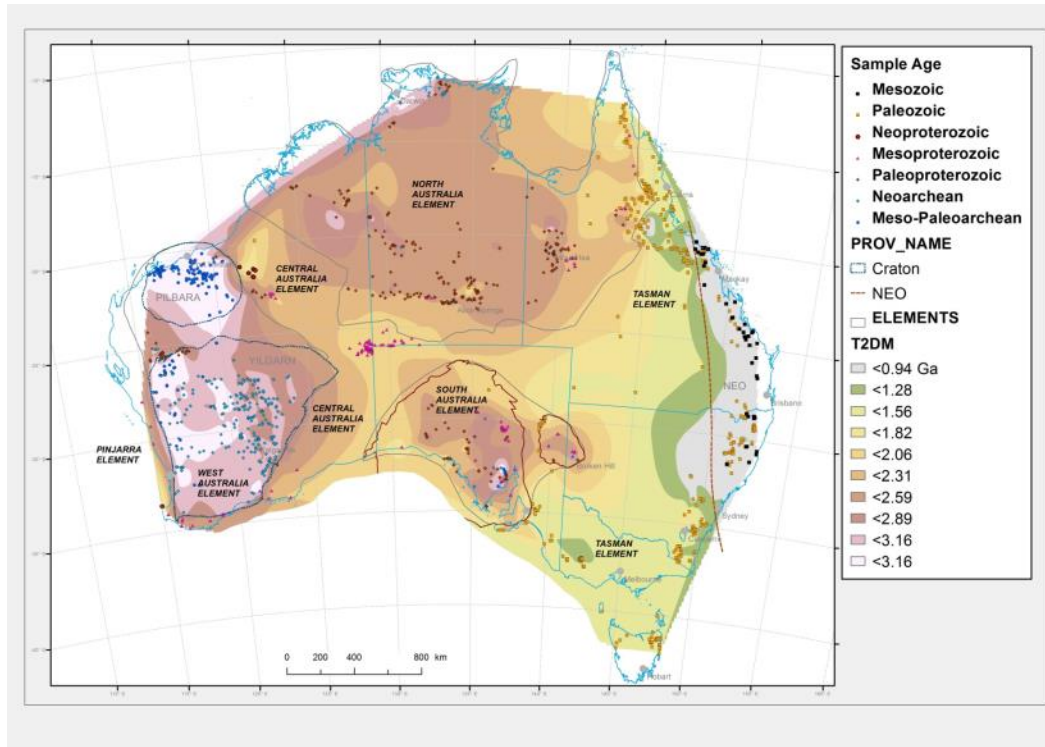 NORTH
AUSTRALIA
ELEMENT
CENTRAL
AUSTRALIA
ELEMENT
PILBARA
TASMAN
ELEMENT
Mackay
YILGARN
SOUTH
AUSTRALIA
ELEMENT
NEO
Brisbane
CENTRAL
AUSTRALIA
ELEMENT
PINJARRA
ELEMENT
WEST
AUSTRALIA
ELEMENT
Broken Hill
Sydney
TASMAN
ELEMENT
Melbourne
Hobart
0 200 400 800 km
Sample Age
Mesozoic
Paleozoic
Neoproterozoic
Mesoproterozoic
Paleoproterozoic
Neoarchean
Meso-Paleoarchean
PROV_NAME
Craton
NEO
ELEMENTS
T2DM
<0.94 Ga
<1.28
<1.56
<1.82
<2.06
<2.31
<2.59
<2.89
<3.16
<3.16